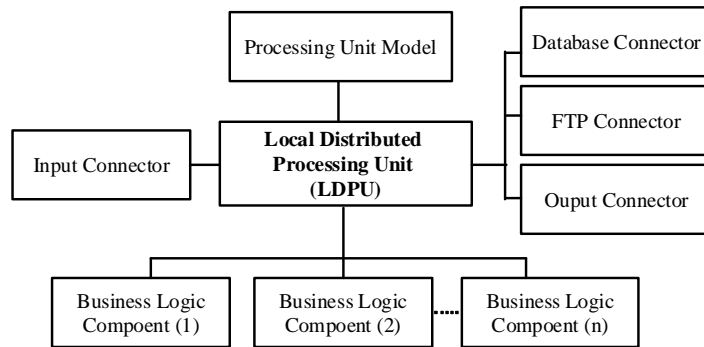 Processing Unit Model
Database Connector
Input Connector
Local Distributed
Processing Unit
(LDPU)
FTP Connector
Ouput Connector
Business Logic
Compoent (1)
Business Logic
Compoent (2)
Business Logic
Compoent (n)